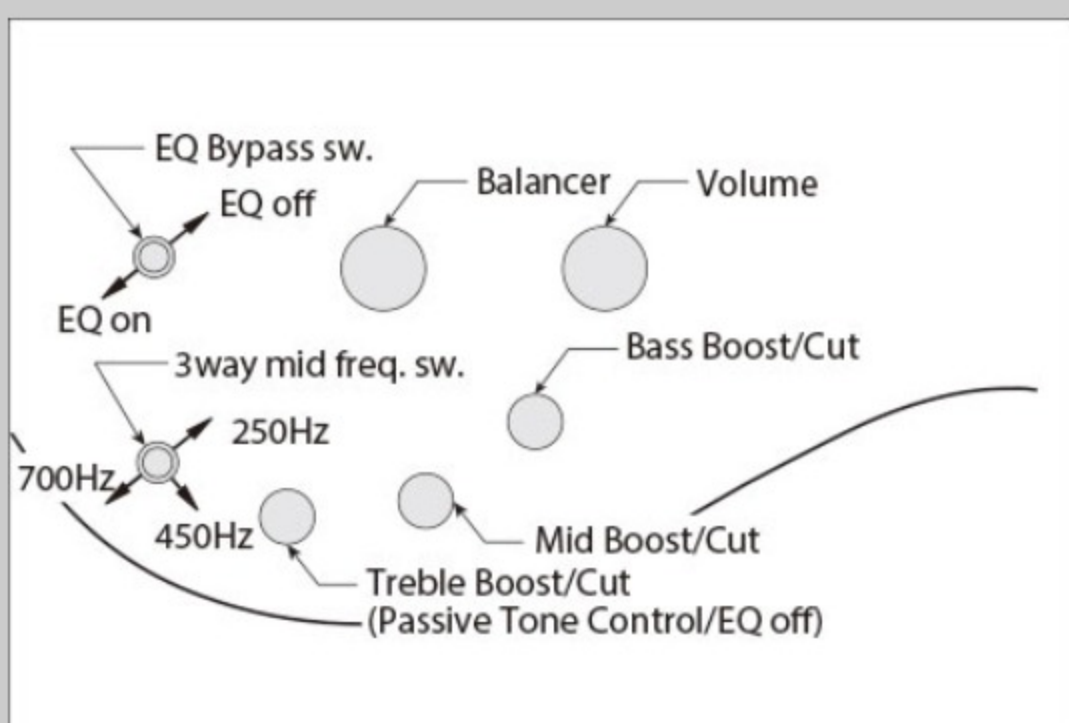 EQ Bypass sw.
EQ off
Balancer
Volume
EQ on
3way mid freq. sw.
Bass Boost/Cut
250Hz
700Hz
450Hz
Mid Boost/Cut
Treble Boost/Cut
(Passive Tone Control/EQ off)